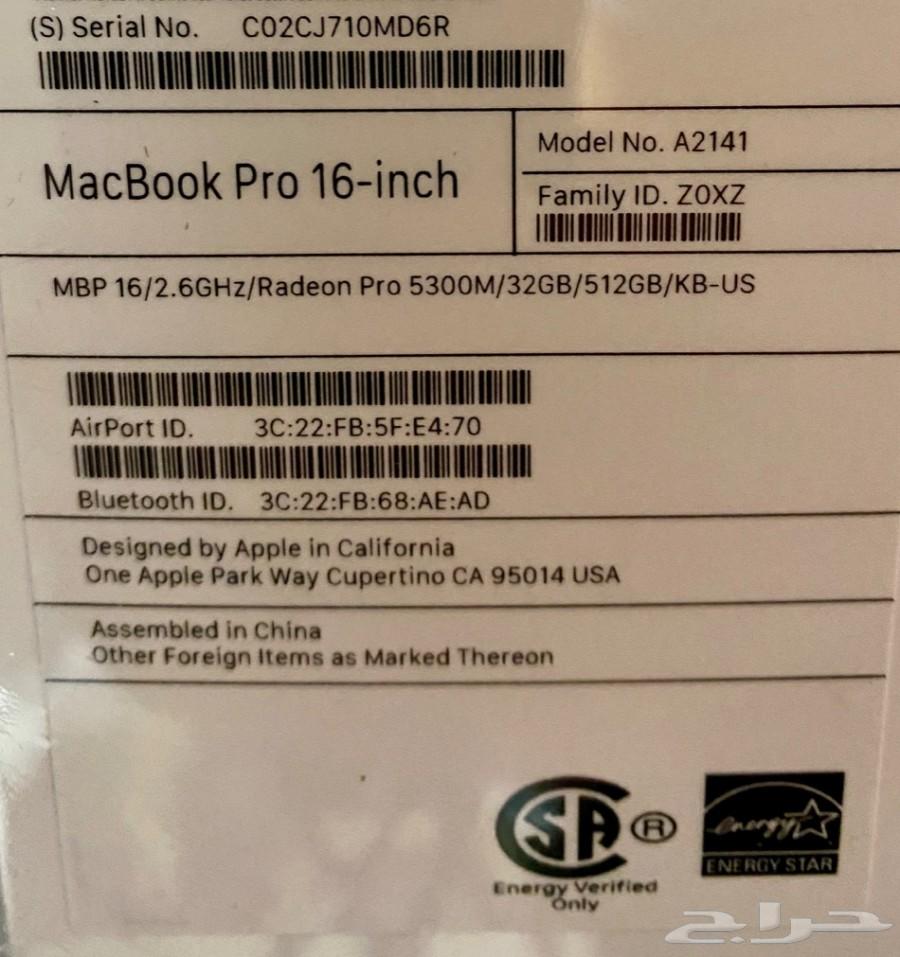 (S) Serial No. C02CJ710MD6R
MacBook Pro 16-inch
Model No. A2141
Family ID. Z0XZ
MBP 16/2.6GHz/Radeon Pro 5300M/32GB/512GB/KB-US
AirPort ID. 3C:22:FB:5F:E4:70
Bluetooth ID. 3C:22:FB:68:AE:AD
Designed by Apple in California
One Apple Park Way Cupertino CA 95014 USA
Assembled in China
Other Foreign Items as Marked Thereon
CSA ®
Energy Verified
Only
energy
ENERGY STAR
حراج